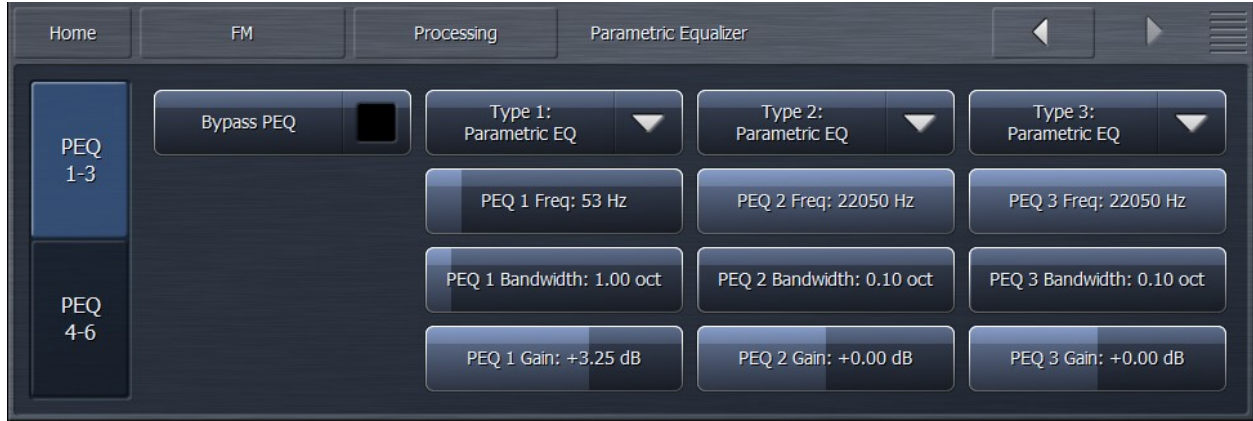 Home
FM
Processing
Parametric Equalizer
PEQ
1-3
PEQ
4-6
Bypass PEQ
Type 1:
Parametric EQ
Type 2:
Parametric EQ
Type 3:
Parametric EQ
PEQ 1 Freq: 53 Hz
PEQ 2 Freq: 22050 Hz
PEQ 3 Freq: 22050 Hz
PEQ 1 Bandwidth: 1.00 oct
PEQ 2 Bandwidth: 0.10 oct
PEQ 3 Bandwidth: 0.10 oct
PEQ 1 Gain: +3.25 dB
PEQ 2 Gain: +0.00 dB
PEQ 3 Gain: +0.00 dB